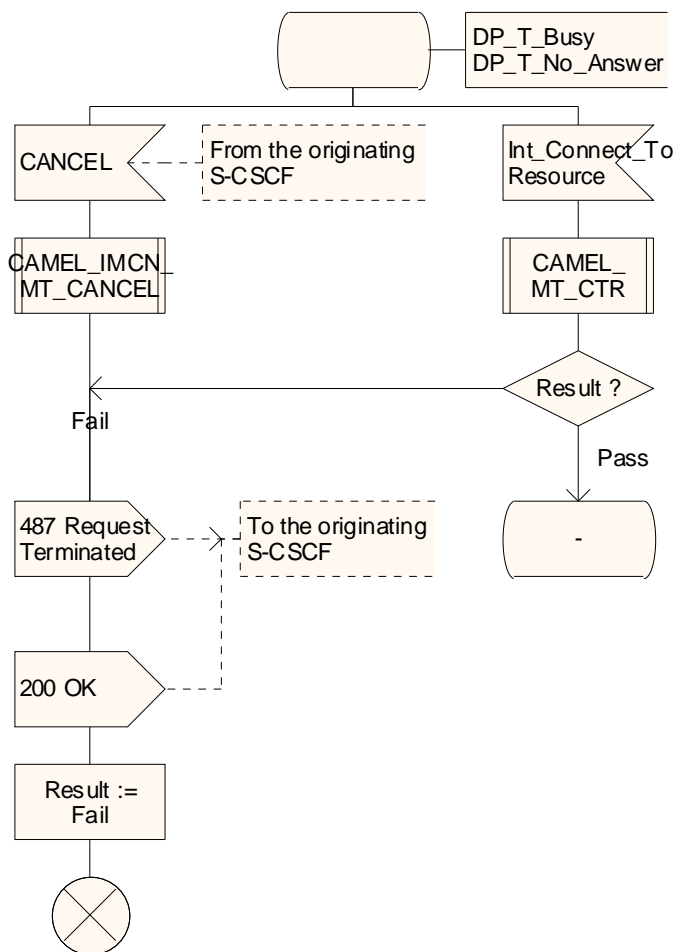 DP_T_Busy
DP_T_No_Answer
CANCEL
From the originating
S-CSCF
Int_Connect_To
Resource
CAMEL_IMCN_
MT_CANCEL
CAMEL_
MT_CTR
Result ?
Fail
Pass
487 Request
Terminated
To the originating
S-CSCF
-
200 OK
Result :=
Fail